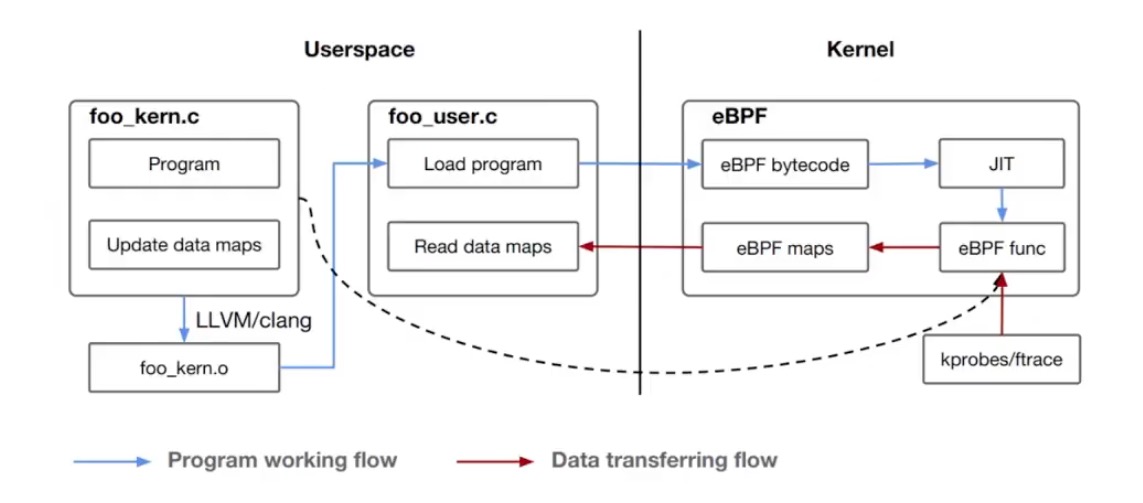 Userspace
Kernel
foo_kern.c
Program
Update data maps
LLVM/clang
foo_kern.o
foo_user.c
Load program
Read data maps
eBPF
eBPF bytecode
JIT
eBPF maps
eBPF func
kprobes/ftrace
Program working flow
Data transferring flow